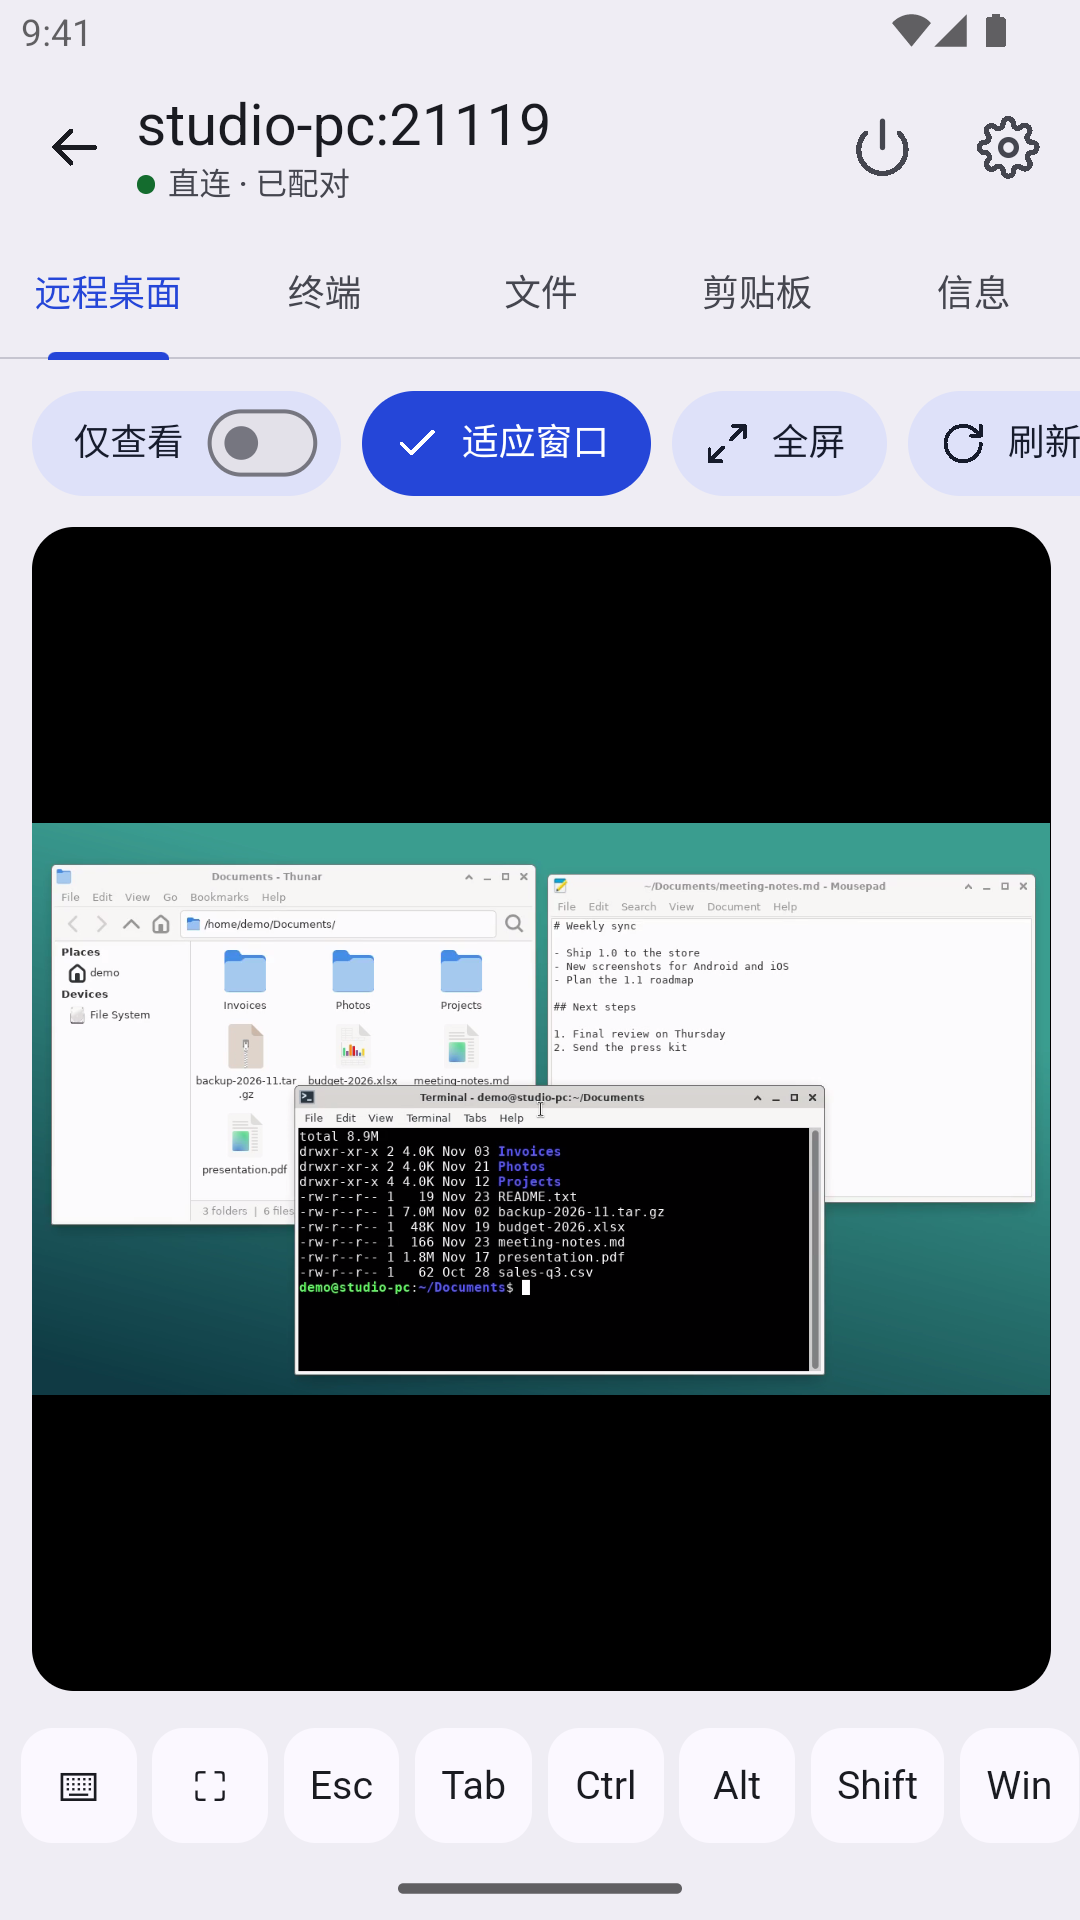 9:41
studio-pc:21119
直连 · 已配对
远程桌面 终端 文件 剪贴板 信息
仅查看 适应窗口 全屏 刷新
Documents - Thunar
File Edit View Go Bookmarks Help
/home/demo/Documents/
Places
demo
Devices
File System
Invoices Photos Projects
backup-2026-11.tar.gz budget-2026.xlsx meeting-notes.md
presentation.pdf
3 folders | 6 files
~/Documents/meeting-notes.md - Mousepad
File Edit Search View Document Help
# Weekly sync
- Ship 1.0 to the store
- New screenshots for Android and iOS
- Plan the 1.1 roadmap
## Next steps
1. Final review on Thursday
2. Send the press kit
Terminal - demo@studio-pc:~/Documents
File Edit View Terminal Tabs Help
total 8.9M
drwxr-xr-x 2 4.0K Nov 03 Invoices
drwxr-xr-x 2 4.0K Nov 21 Photos
drwxr-xr-x 4 4.0K Nov 12 Projects
-rw-r--r-- 1 19 Nov 23 README.txt
-rw-r--r-- 1 7.0M Nov 02 backup-2026-11.tar.gz
-rw-r--r-- 1 48K Nov 19 budget-2026.xlsx
-rw-r--r-- 1 166 Nov 23 meeting-notes.md
-rw-r--r-- 1 1.8M Nov 17 presentation.pdf
-rw-r--r-- 1 62 Oct 28 sales-q3.csv
demo@studio-pc:~/Documents$
Esc Tab Ctrl Alt Shift Win